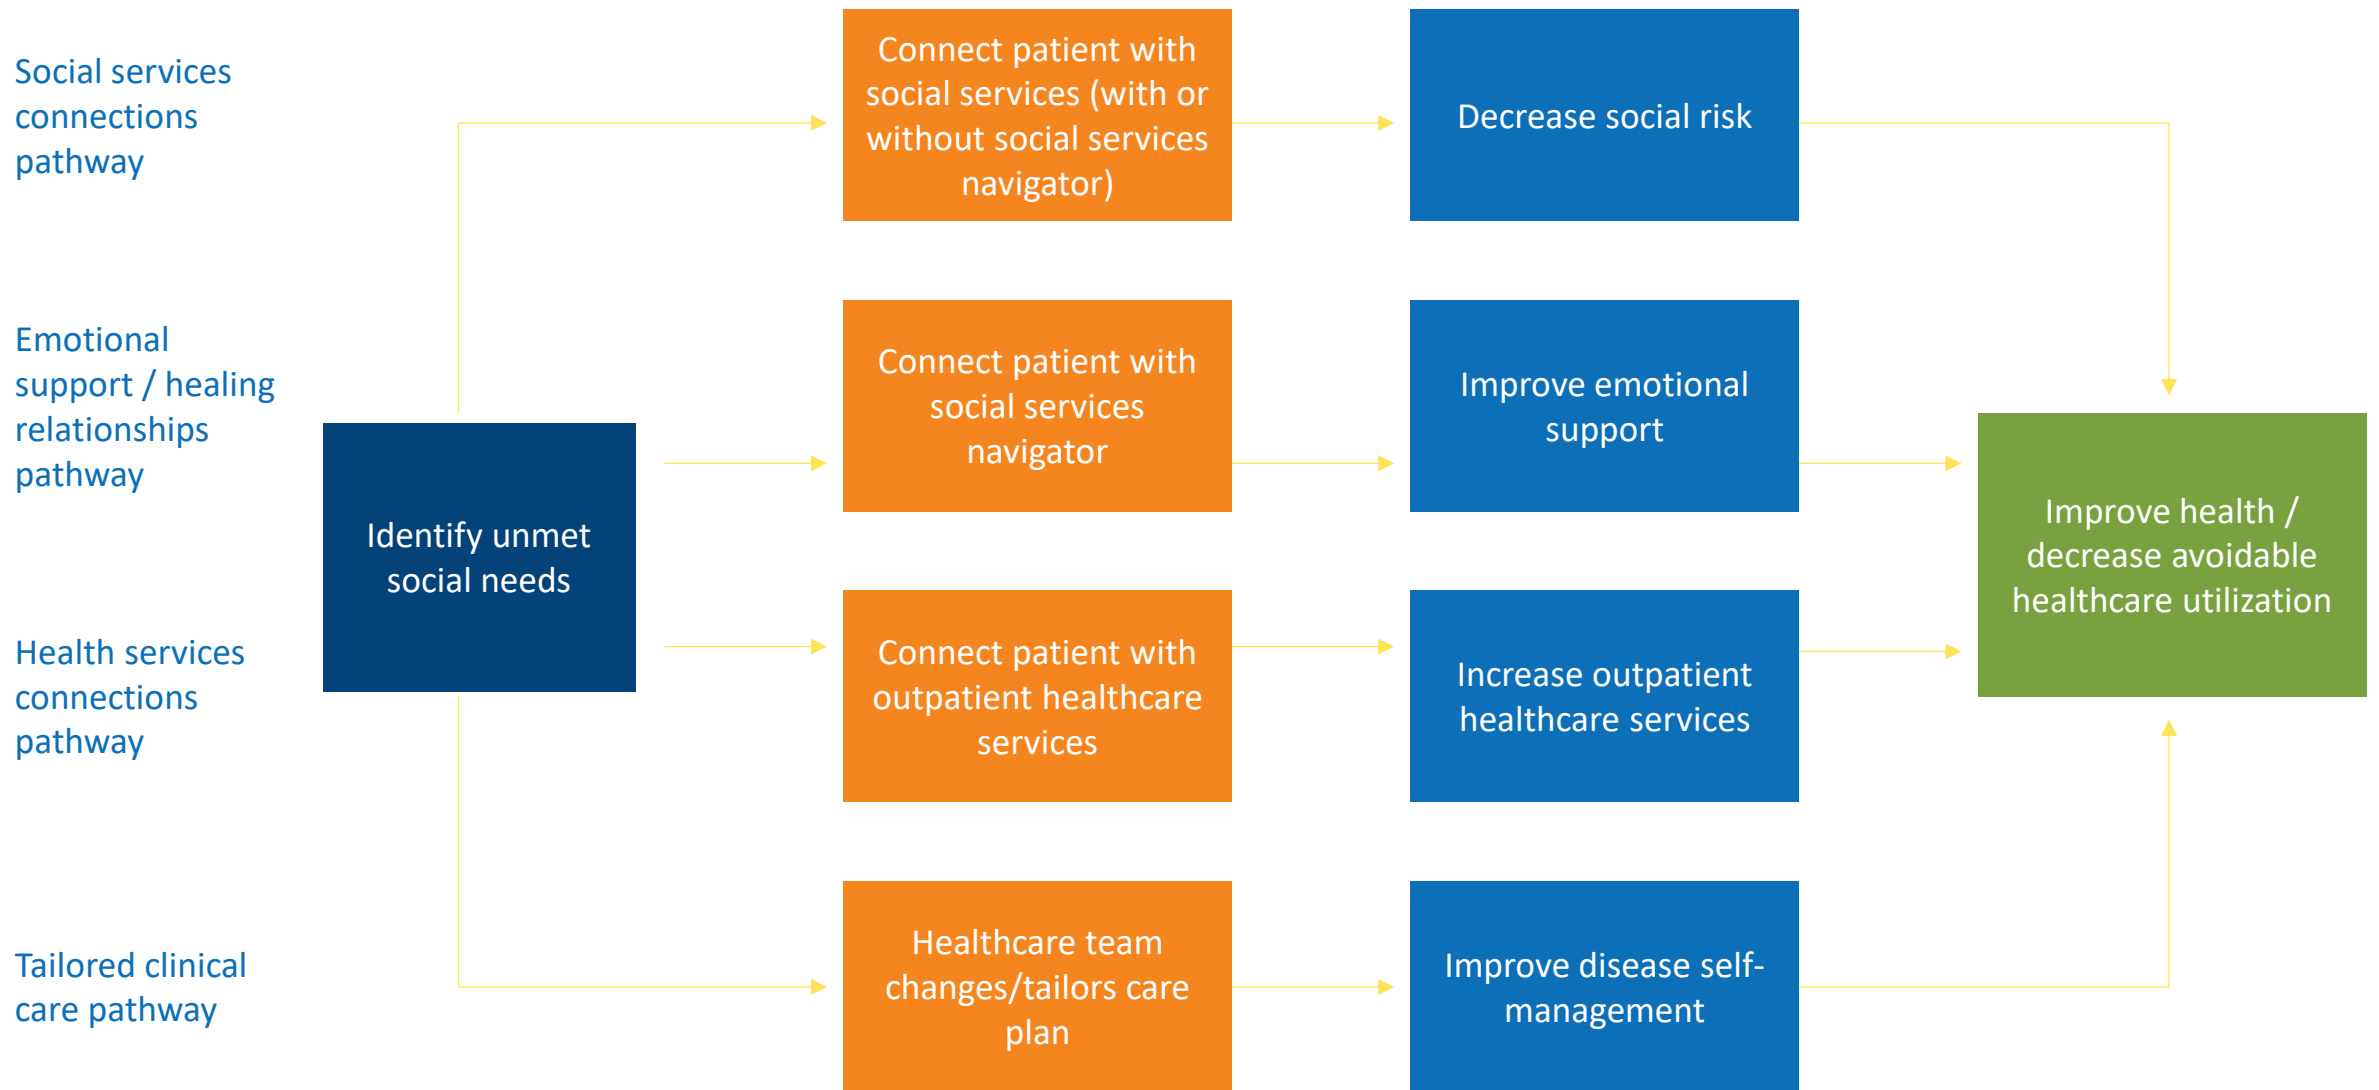 Social services
connections
pathway
Connect patient with
social services (with or
without social services
navigator)
Decrease social risk
Emotional
support / healing
relationships
pathway
Connect patient with
social services
navigator
Improve emotional
support
Identify unmet
social needs
Improve health /
decrease avoidable
healthcare utilization
Health services
connections
pathway
Connect patient with
outpatient healthcare
services
Increase outpatient
healthcare services
Tailored clinical
care pathway
Healthcare team
changes/tailors care
plan
Improve disease self-
management